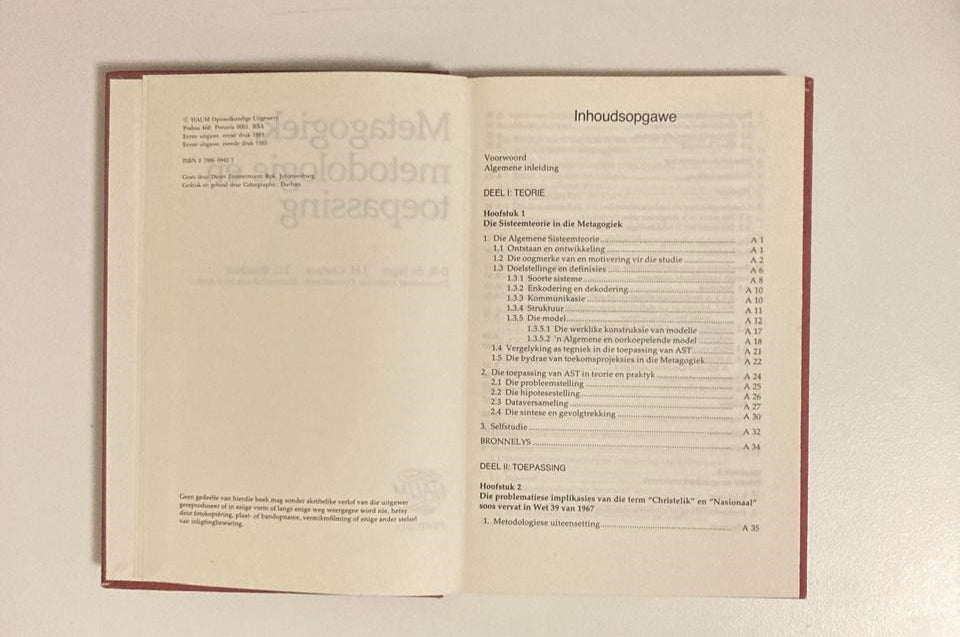 © HAUM Opvoedkundige Uitgewery
Posbus 460, Pretoria 0001, RSA
Eerste uitgawe, eerste druk 1983
Eerste uitgawe, tweede druk 1985
ISBN 0 7986
Geset deur Dieter Zimmermann Bpk, Johannesburg
Gedruk en gebind deur Colorgraphic, Durban
Geen gedeelte van hierdie boek mag sonder skriftelike verlof van die uitgewer
gereproduseer of in enige vorm of langs enige weg weergegee word nie, hetsy
deur fotokopiëring, plaat- of bandopname, vermikrofilming of enige ander stelsel
van inligtingbewaring.
Inhoudsopgawe
Voorwoord
Algemene inleiding
DEEL I: TEORIE
Hoofstuk 1
Die Sisteemteorie in die Metagogiek
1. Die Algemene Sisteemteorie A 1
1.1 Ontstaan en ontwikkeling A 1
1.2 Die oogmerke van en motivering vir die studie A 2
1.3 Doelstellinge en definisies A 6
1.3.1 Soorte sisteme A 8
1.3.2 Enkodering en dekodering A 10
1.3.3 Kommunikasie A 10
1.3.4 Struktuur A 11
1.3.5 Die model A 12
1.3.5.1 Die werklike konstruksie van modelle A 17
1.3.5.2 'n Algemene en oorkoepelende model A 18
1.4 Vergelyking as tegniek in die toepassing van AST A 21
1.5 Die bydrae van toekomsprojeksies in die Metagogiek A 22
2. Die toepassing van AST in teorie en praktyk A 24
2.1 Die probleemstelling A 25
2.2 Die hipotesestelling A 26
2.3 Dataversameling A 27
2.4 Die sintese en gevolgtrekking A 30
3. Selfstudie A 32
BRONNELYS A 34
DEEL II: TOEPASSING
Hoofstuk 2
Die problematiese implikasies van die term "Christelik" en "Nasionaal"
soos vervat in Wet 39 van 1967
1. Metodologiese uiteensetting A 35